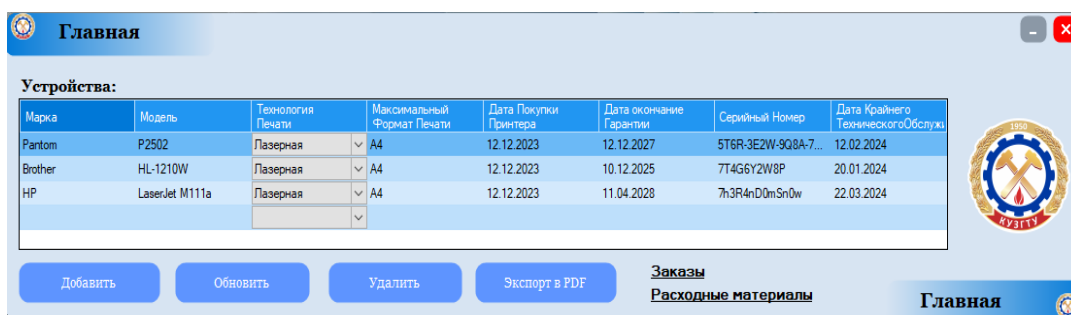 Главная
Устройства:
Марка Модель Технология Печати Максимальный Формат Печати Дата Покупки Принтера Дата окончание Гарантии Серийный Номер Дата Крайнего ТехническогоОбслужи
Pantom P2502 Лазерная A4 12.12.2023 12.12.2027 5T6R-3E2W-9Q8A-7... 12.02.2024
Brother HL-1210W Лазерная A4 12.12.2023 10.12.2025 7T4G6Y2W8P 20.01.2024
HP LaserJet M111a Лазерная A4 12.12.2023 11.04.2028 7h3R4nD0mSn0w 22.03.2024
1950
КУЗГТУ
Добавить Обновить Удалить Экспорт в PDF
Заказы
Расходные материалы
Главная